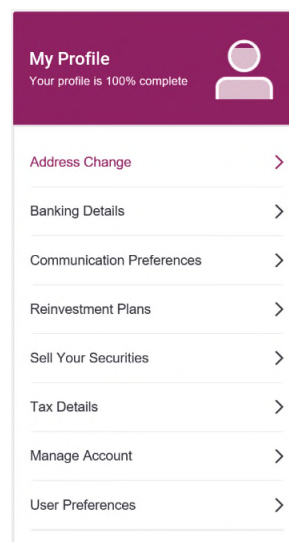 My Profile
Your profile is 100% complete
Address Change
Banking Details
Communication Preferences
Reinvestment Plans
Sell Your Securities
Tax Details
Manage Account
User Preferences